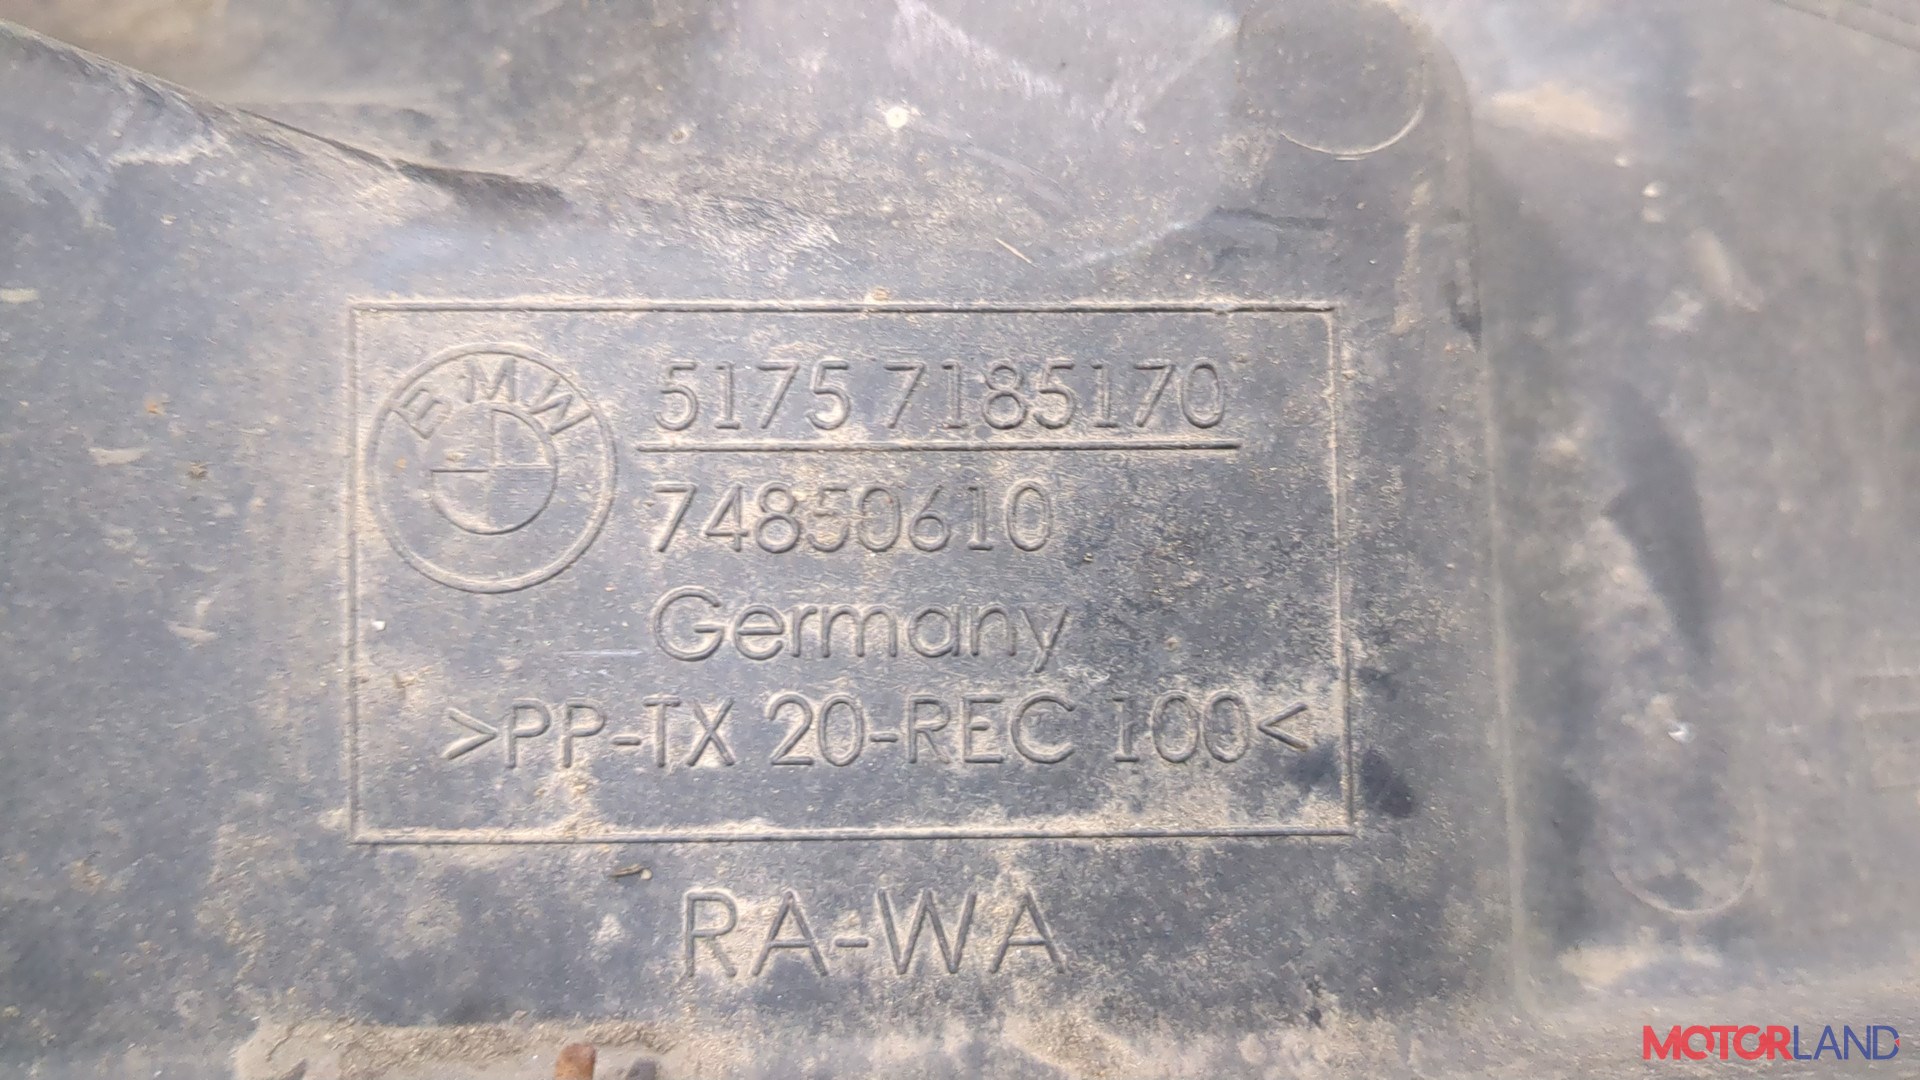 BMW
5175 7185170
74850610
Germany
>PP-TX 20-REC 100<
RA-WA
MOTORLAND